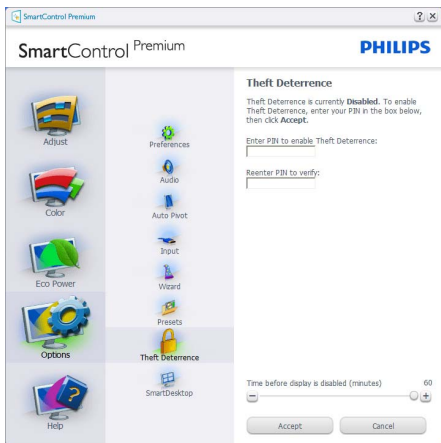 SmartControl Premium
SmartControl Premium
PHILIPS
Adjust
Color
Eco Power
Options
Help
Preferences
Audio
Auto Pivot
Input
Wizard
Presets
Theft Deterrence
SmartDesktop
Theft Deterrence
Theft Deterrence is currently Disabled. To enable
Theft Deterrence, enter your PIN in the box below,
then click Accept.
Enter PIN to enable Theft Deterrence:
Reenter PIN to verify:
Time before display is disabled (minutes) 60
Accept
Cancel